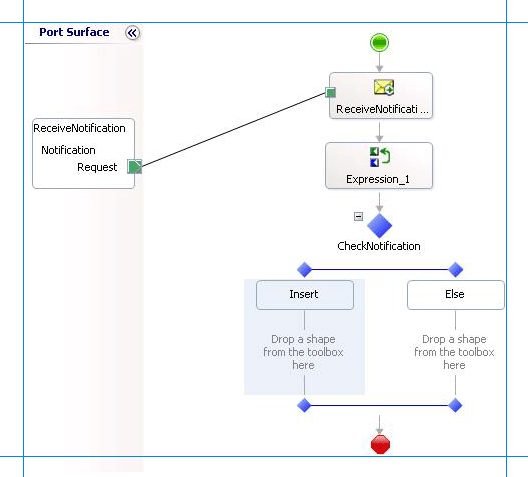 Port Surface
ReceiveNotification
Notification
Request
ReceiveNotificati ...
Expression_1
CheckNotification
Insert
Else
Drop a shape
from the toolbox
here
Drop a shape
from the toolbox
here